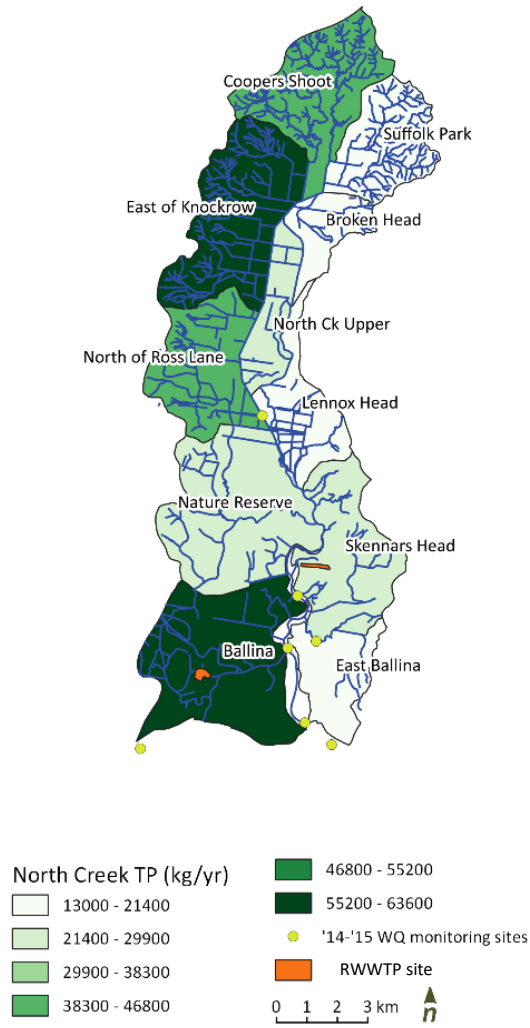 Coopers Shoot
Suffolk Park
East of Knockrow
Broken Head
North Ck Upper
North of Ross Lane
Lennox Head
Nature Reserve
Skennars Head
Ballina
East Ballina
North Creek TP (kg/yr)
13000 - 21400
21400 - 29900
29900 - 38300
38300 - 46800
46800 - 55200
55200 - 63600
'14-'15 WQ monitoring sites
RWWTP site
0 1 2 3 km
n